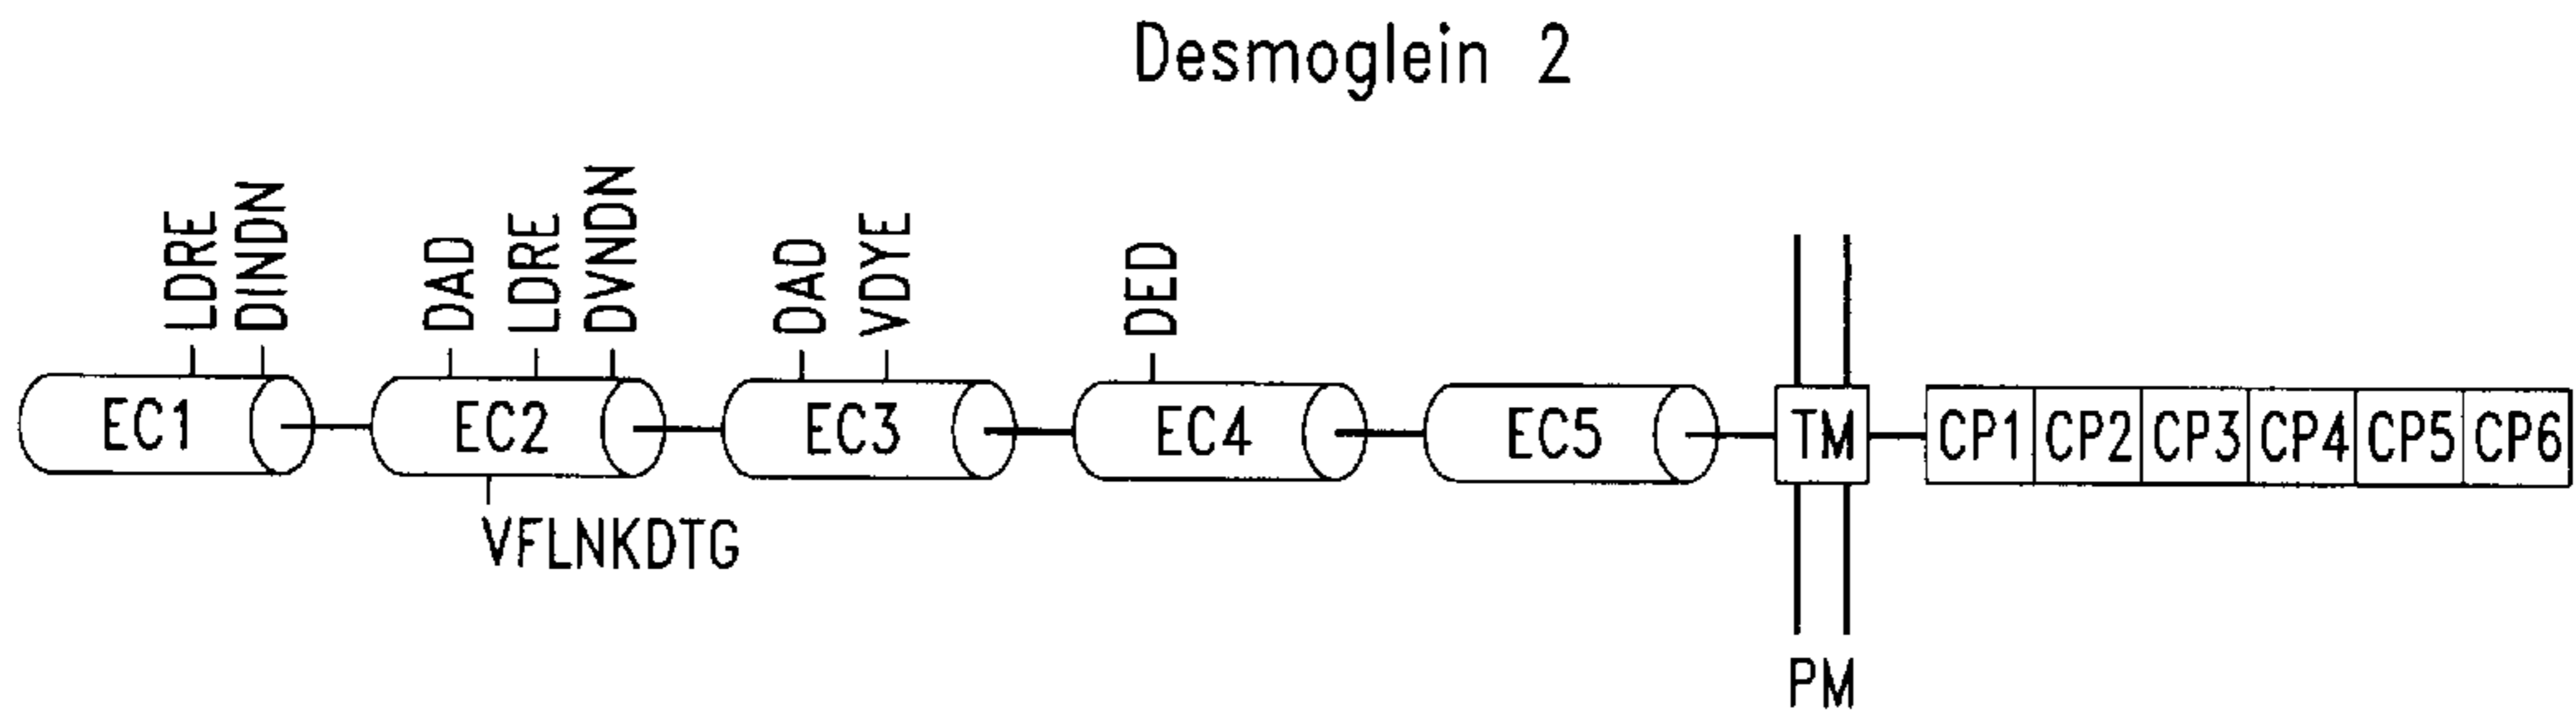 Desmoglein 2
LDRE
DINDN
DAD
LDRE
DVNDN
DAD
VDYE
DED
EC1 EC2 EC3 EC4 EC5 TM CP1 CP2 CP3 CP4 CP5 CP6
VFLNKDTG
PM